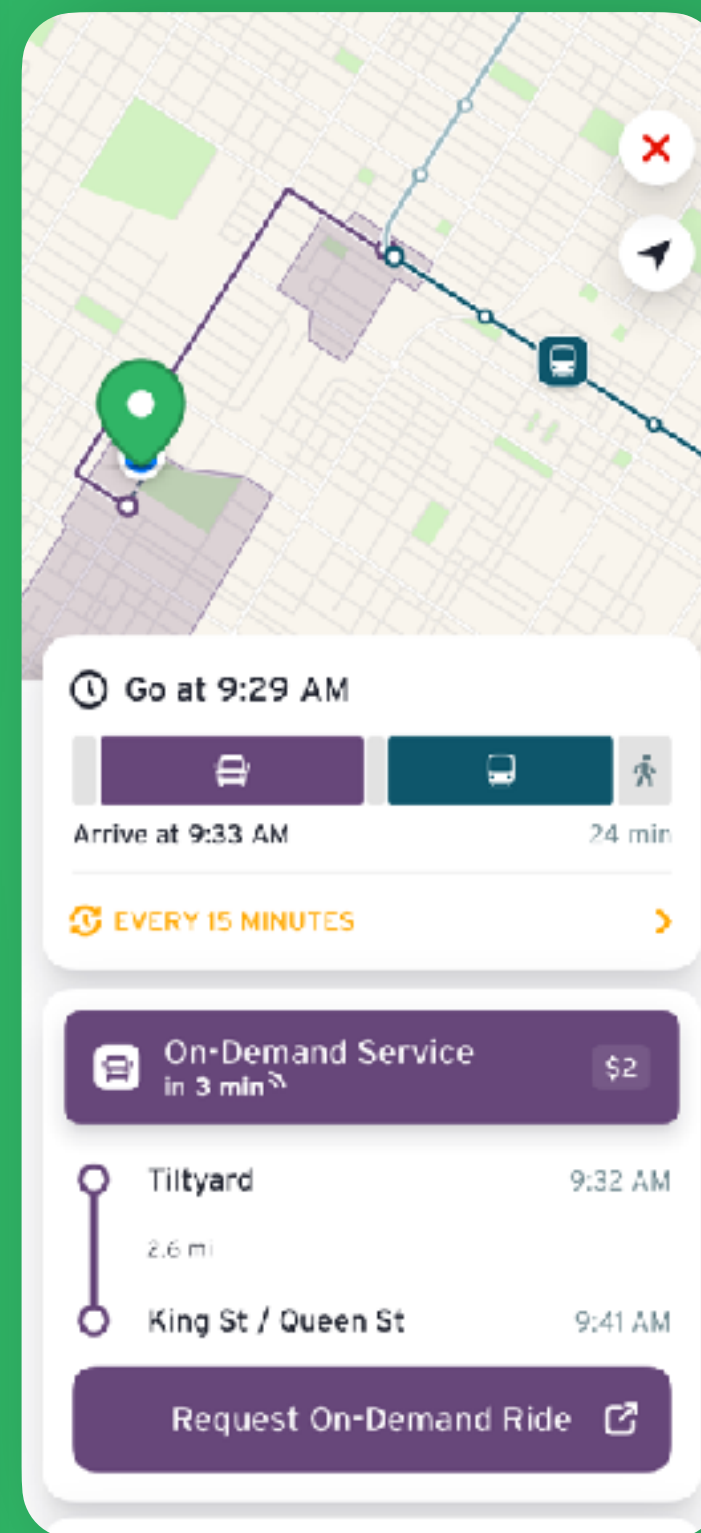 Go at 9:29 AM
Arrive at 9:33 AM 24 min
EVERY 15 MINUTES
On-Demand Service
in 3 min
$2
Tiltyard 9:32 AM
2.6 mi
King St / Queen St 9:41 AM
Request On-Demand Ride